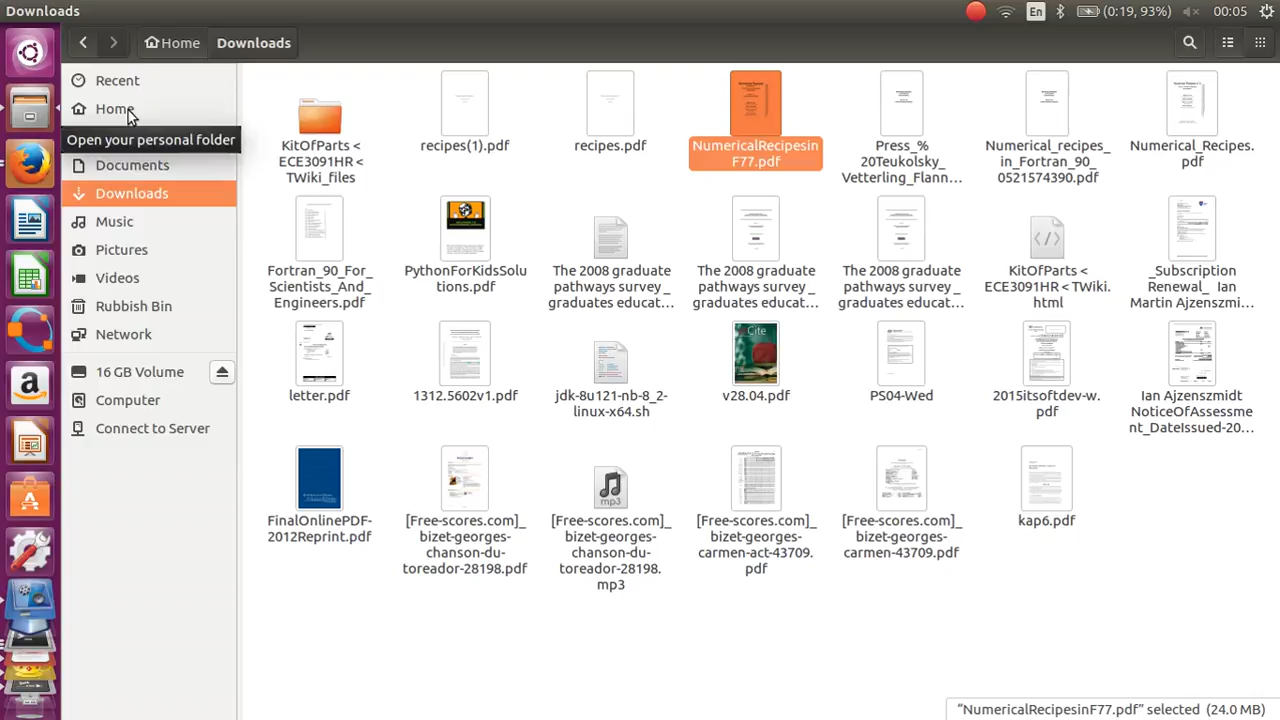 Downloads
En
(0:19, 93%)
00:05
Home
Downloads
Recent
Home
Open your personal folder
Documents
Downloads
Music
Pictures
Videos
Rubbish Bin
Network
16 GB Volume
Computer
Connect to Server
KitOfParts <
ECE3091HR <
TWiki_files
recipes(1).pdf
recipes.pdf
NumericalRecipesin
F77.pdf
Press_%
20Teukolsky_
Vetterling_Flann...
Numerical_recipes_
in_Fortran_90_
0521574390.pdf
Numerical_Recipes.
pdf
Fortran_90_For_
Scientists_And_
Engineers.pdf
PythonForKidsSolu
tions.pdf
The 2008 graduate
pathways survey _
graduates educat...
The 2008 graduate
pathways survey _
graduates educat...
The 2008 graduate
pathways survey _
graduates educat...
KitOfParts <
ECE3091HR < TWiki.
html
_Subscription
Renewal_ Ian
Martin Ajzenszmi...
letter.pdf
1312.5602v1.pdf
jdk-8u121-nb-8_2-
linux-x64.sh
Cite
v28.04.pdf
PS04-Wed
2015itsoftdev-w.
pdf
Ian Ajzenszmidt
NoticeOfAssessme
nt_DateIssued-20...
FinalOnlinePDF-
2012Reprint.pdf
[Free-scores.com]_
bizet-georges-
chanson-du-
toreador-28198.pdf
mp3
[Free-scores.com]_
bizet-georges-
chanson-du-
toreador-28198.
mp3
[Free-scores.com]_
bizet-georges-
carmen-act-43709.
pdf
[Free-scores.com]_
bizet-georges-
carmen-43709.pdf
kap6.pdf
“NumericalRecipesinF77.pdf” selected (24.0 MB)